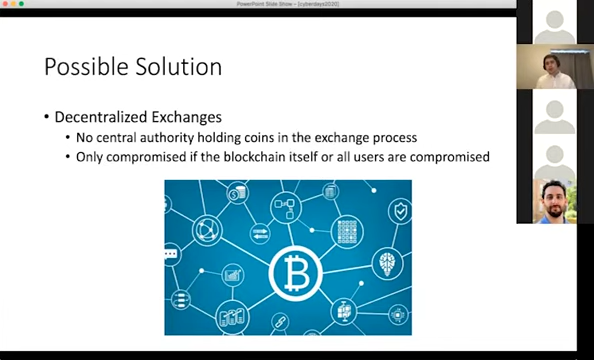 PowerPoint Slide Show - [cyberdays2020]
Possible Solution
• Decentralized Exchanges
• No central authority holding coins in the exchange process
• Only compromised if the blockchain itself or all users are compromised